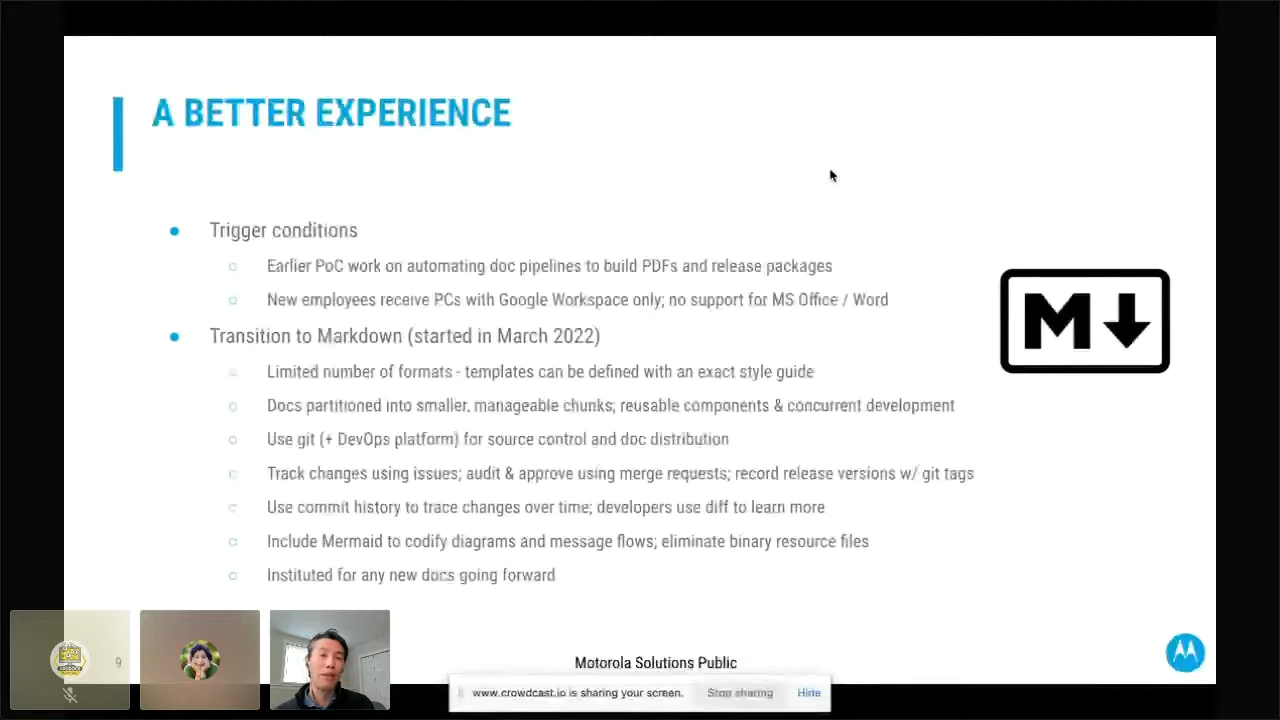 A BETTER EXPERIENCE
Trigger conditions
Earlier PoC work on automating doc pipelines to build PDFs and release packages
New employees receive PCs with Google Workspace only; no support for MS Office / Word
Transition to Markdown (started in March 2022)
Limited number of formats - templates can be defined with an exact style guide
Docs partitioned into smaller, manageable chunks; reusable components & concurrent development
Use git (+ DevOps platform) for source control and doc distribution
Track changes using issues; audit & approve using merge requests; record release versions w/ git tags
Use commit history to trace changes over time; developers use diff to learn more
Include Mermaid to codify diagrams and message flows; eliminate binary resource files
Instituted for any new docs going forward
M
9
Motorola Solutions Public
www.crowdcast.io is sharing your screen.
Stop sharing
Hide